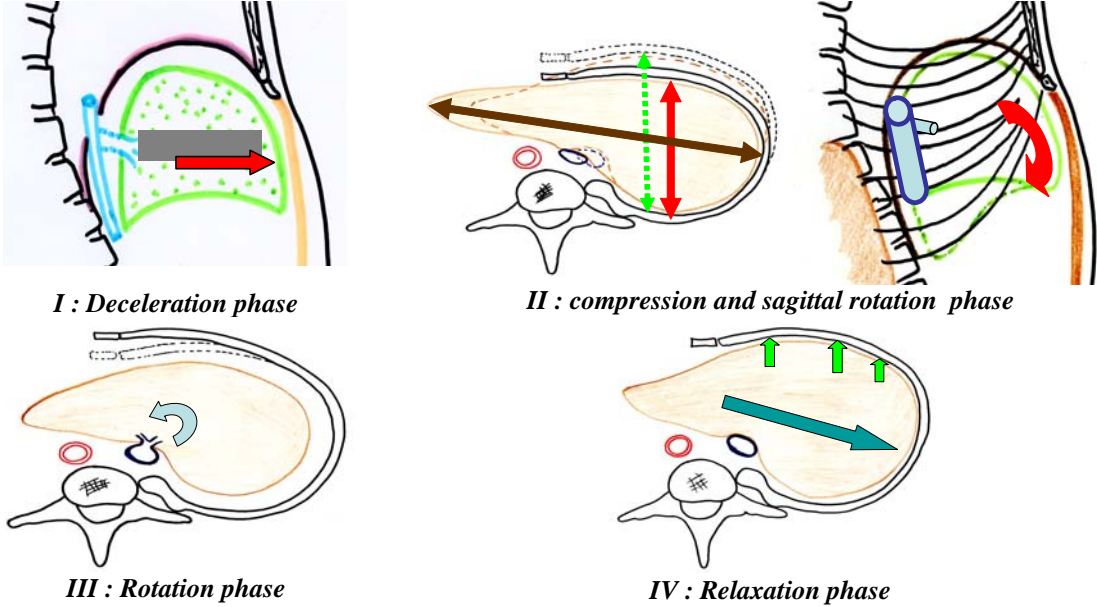 I : Deceleration phase
II : compression and sagittal rotation phase
III : Rotation phase
IV : Relaxation phase